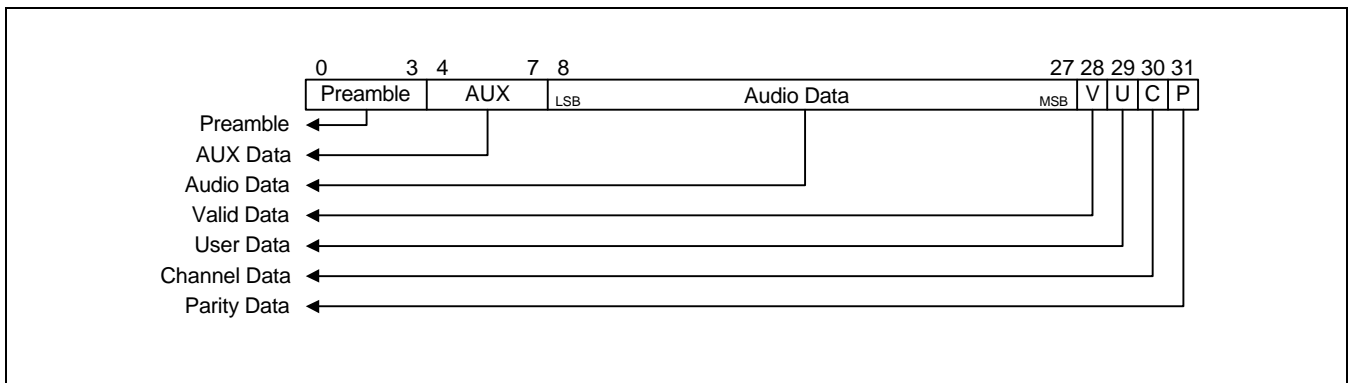 0 3 4 7 8 27 28 29 30 31
Preamble AUX LSB Audio Data MSB V U C P
Preamble
AUX Data
Audio Data
Valid Data
User Data
Channel Data
Parity Data